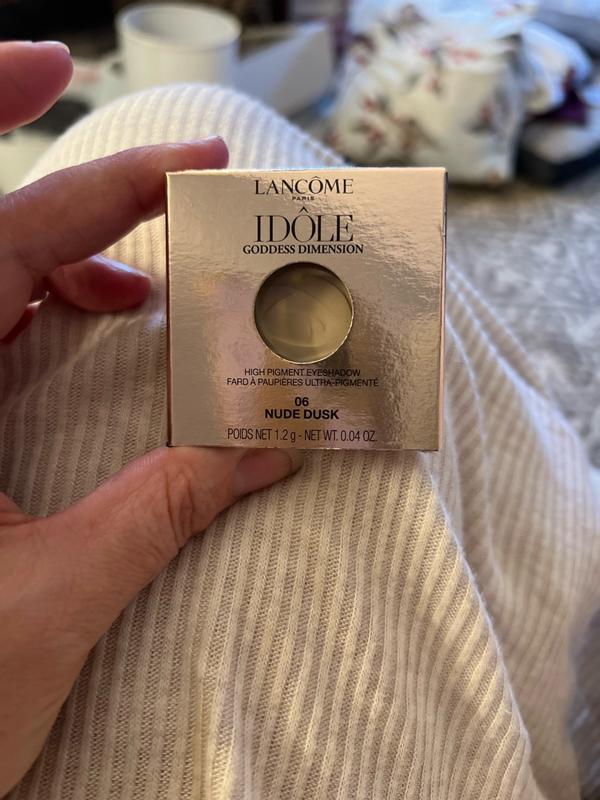 LANCÔME
PARIS
IDÔLE
GODDESS DIMENSION
HIGH PIGMENT EYESHADOW
FARD À PAUPIÈRES ULTRA-PIGMENTÉ
06
NUDE DUSK
POIDS NET 1.2 g - NET WT. 0.04 OZ.